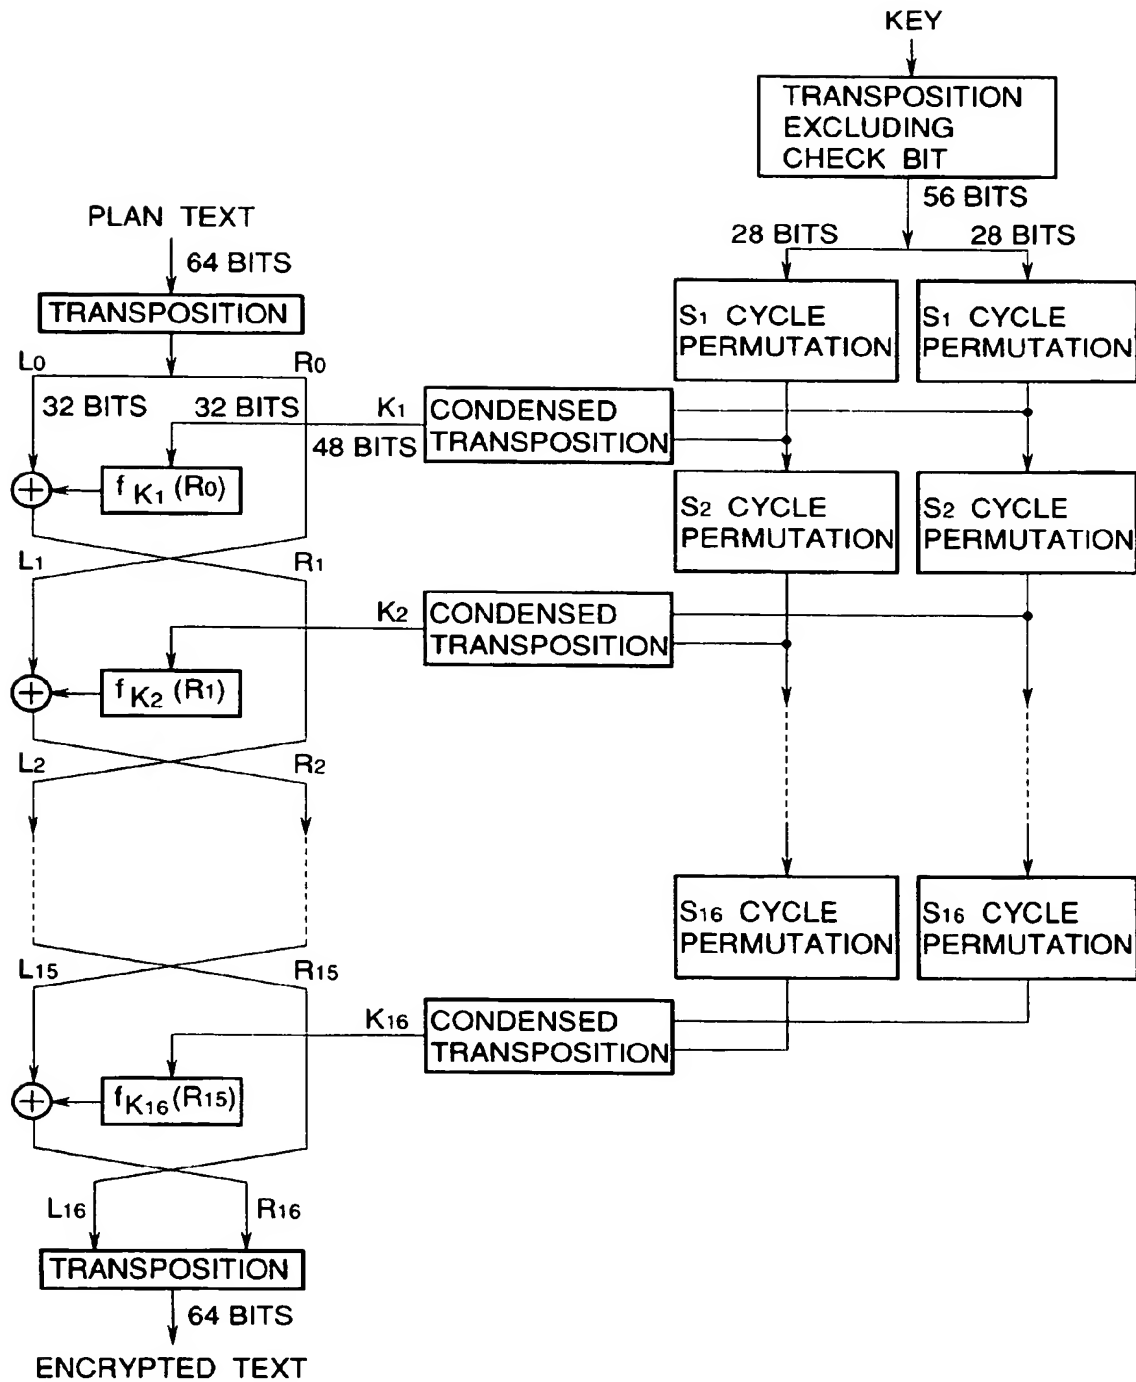 KEY
TRANSPOSITION
EXCLUDING
CHECK BIT
56 BITS
28 BITS
28 BITS
PLAN TEXT
64 BITS
TRANSPOSITION
S1 CYCLE
PERMUTATION
S1 CYCLE
PERMUTATION
L0
R0
32 BITS
32 BITS
K1
48 BITS
CONDENSED
TRANSPOSITION
fK1 (R0)
S2 CYCLE
PERMUTATION
S2 CYCLE
PERMUTATION
L1
R1
K2
CONDENSED
TRANSPOSITION
fK2 (R1)
L2
R2
S16 CYCLE
PERMUTATION
S16 CYCLE
PERMUTATION
L15
R15
K16
CONDENSED
TRANSPOSITION
fK16 (R15)
L16
R16
TRANSPOSITION
64 BITS
ENCRYPTED TEXT